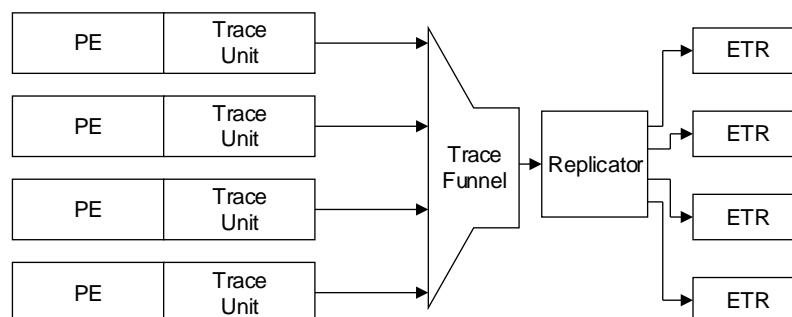 PE
Trace
Unit
PE
Trace
Unit
PE
Trace
Unit
PE
Trace
Unit
Trace
Funnel
Replicator
ETR
ETR
ETR
ETR